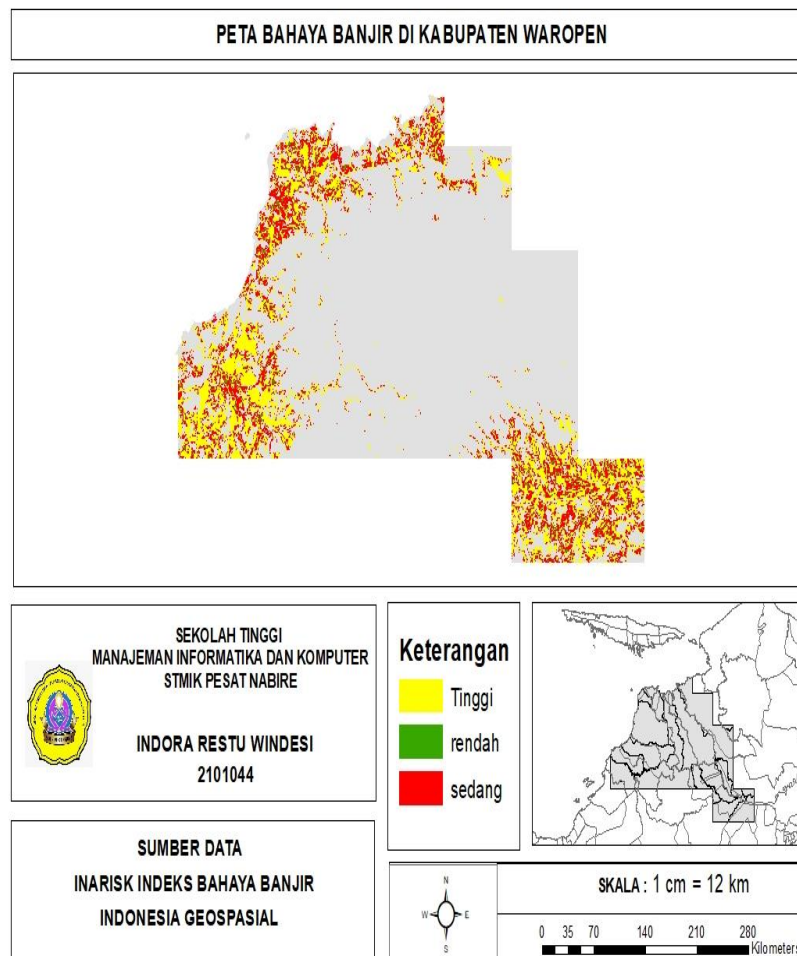 PETA BAHAYA BANJIR DI KABUPATEN WAROPEN
SEKOLAH TINGGI
MANAJEMAN INFORMATIKA DAN KOMPUTER
STMIK PESAT NABIRE
INDORA RESTU WINDESI
2101044
SUMBER DATA
INARISK INDEKS BAHAYA BANJIR
INDONESIA GEOSPASIAL
Keterangan
Tinggi
rendah
sedang
N
W E
S
SKALA : 1 cm = 12 km
0 35 70 140 210 280
Kilometers